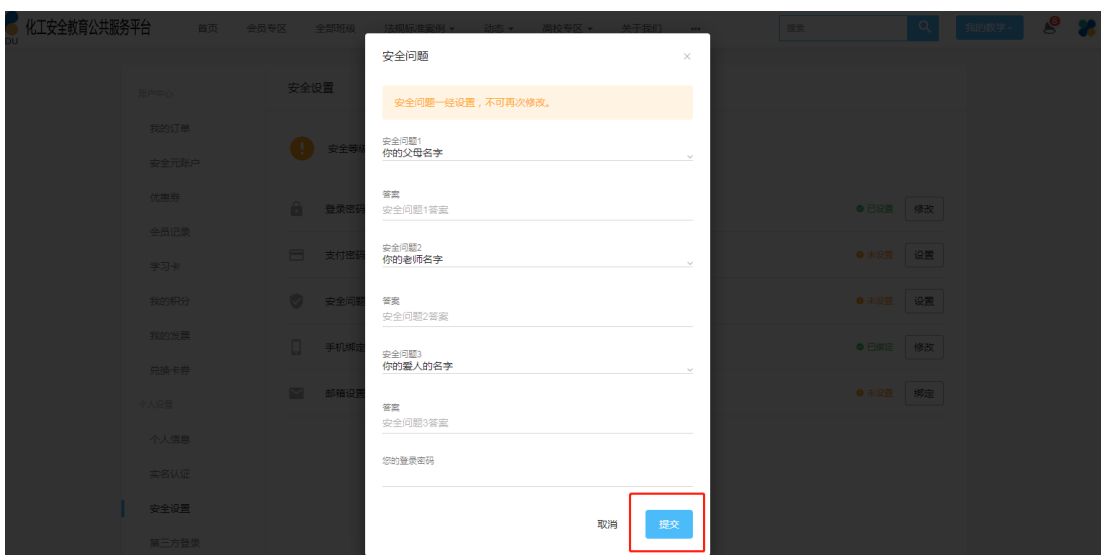 化工安全教育公共服务平台 首页 会员专区 全部班级 法规标准案例 动态 高校专区 关于我们 ... 搜索 我的教学
DU
安全问题 ×
账户中心 安全设置
安全问题一经设置，不可再次修改。
我的订单
安全等级
安全问题1
你的父母名字
安全元账户
优惠券
答案
安全问题1答案
登录密码 已设置 修改
会员记录
安全问题2
你的老师名字
支付密码 未设置 设置
学习卡
我的积分
安全问题 未设置 设置
答案
安全问题2答案
我的发票
手机绑定 已绑定 修改
安全问题3
你的爱人的名字
兑换卡券
邮箱设置 未设置 绑定
个人设置
答案
安全问题3答案
个人信息
您的登录密码
实名认证
安全设置
取消 提交
第三方登录